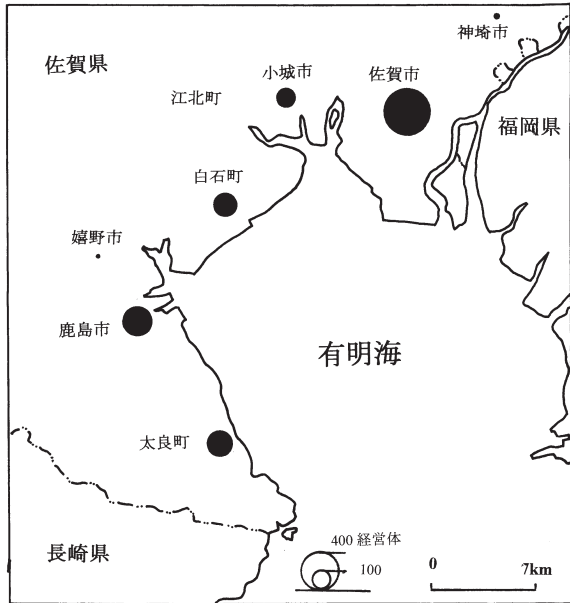 神埼市
佐賀県
小城市
佐賀市
江北町
福岡県
白石町
嬉野市
鹿島市
有明海
太良町
400 経営体
100
長崎県
0
7km